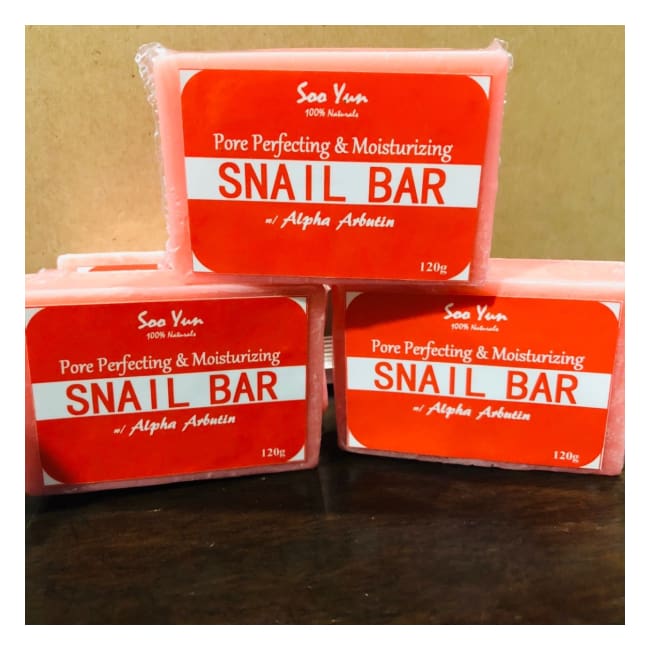 Soo Yun
100% Naturals
Pore Perfecting & Moisturizing
SNAIL BAR
w/ Alpha Arbutin
120g
Soo Yun
100% Naturals
Pore Perfecting & Moisturizing
SNAIL BAR
w/ Alpha Arbutin
120g
Soo Yun
100% Naturals
Pore Perfecting & Moisturizing
SNAIL BAR
w/ Alpha Arbutin
120g